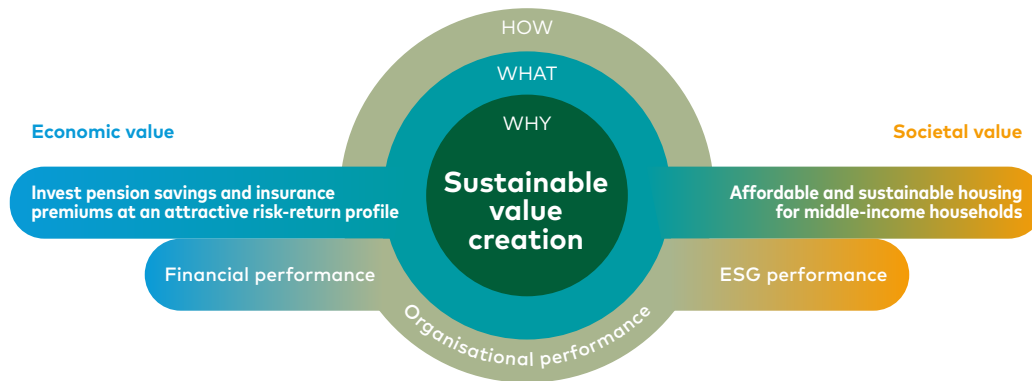 HOW
WHAT
WHY
Economic value
Societal value
Sustainable
value
creation
Invest pension savings and insurance
premiums at an attractive risk-return profile
Affordable and sustainable housing
for middle-income households
Financial performance
ESG performance
Organisational performance